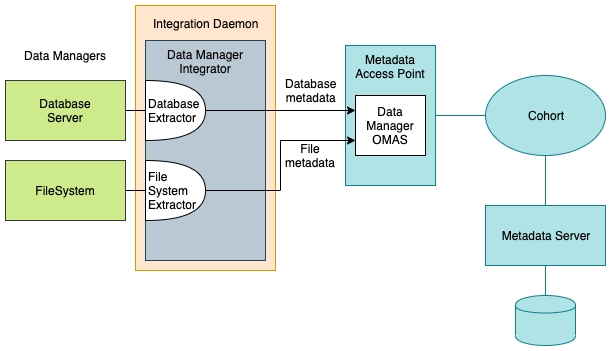 Integration Daemon
Data Managers
Data Manager
Integrator
Metadata
Access Point
Database
Server
Database
Extractor
Database
metadata
Data
Manager
OMAS
Cohort
FileSystem
File
System
Extractor
File
metadata
Metadata Server